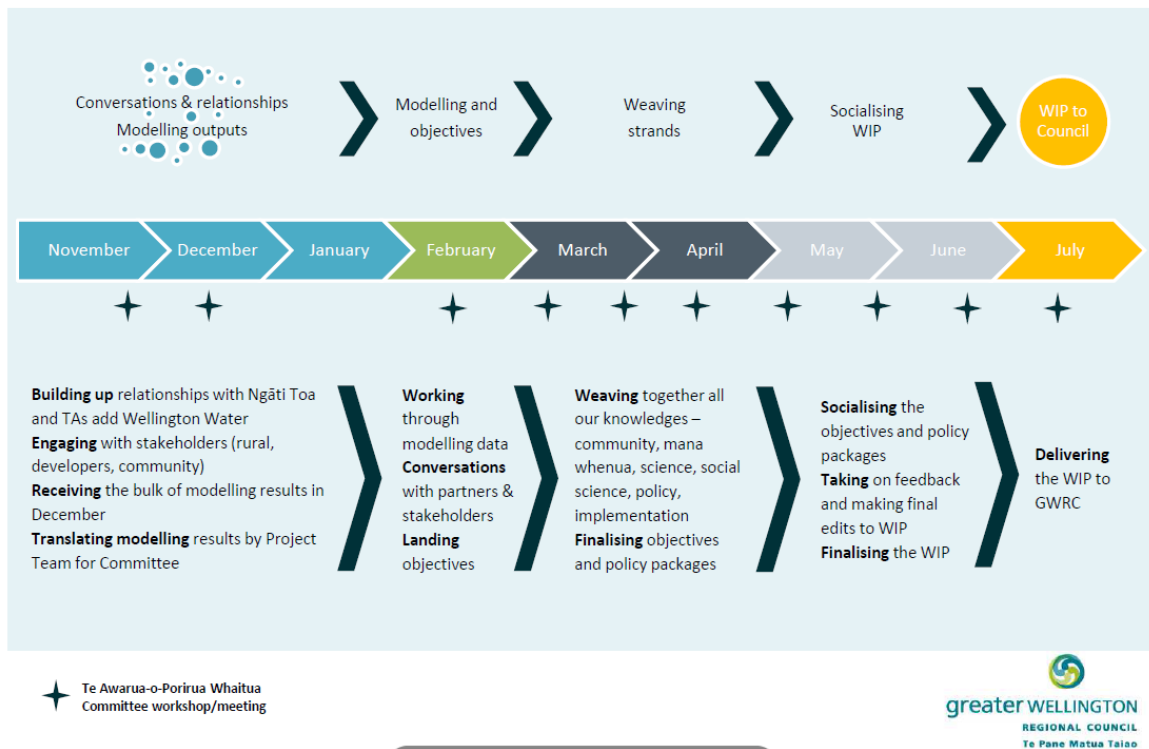 Conversations & relationships
Modelling outputs
Modelling and
objectives
Weaving
strands
Socialising
WIP
WIP to
Council
November
December
January
February
March
April
May
June
July
Building up relationships with Ngāti Toa
and TAs add Wellington Water
Engaging with stakeholders (rural,
developers, community)
Receiving the bulk of modelling results in
December
Translating modelling results by Project
Team for Committee
Working
through
modelling data
Conversations
with partners &
stakeholders
Landing
objectives
Weaving together all
our knowledges –
community, mana
whenua, science, social
science, policy,
implementation
Finalising objectives
and policy packages
Socialising the
objectives and policy
packages
Taking on feedback
and making final
edits to WIP
Finalising the WIP
Delivering
the WIP to
GWRC
Te Awarua-o-Porirua Whaitua
Committee workshop/meeting
greater WELLINGTON
REGIONAL COUNCIL
Te Pane Matua Taiao